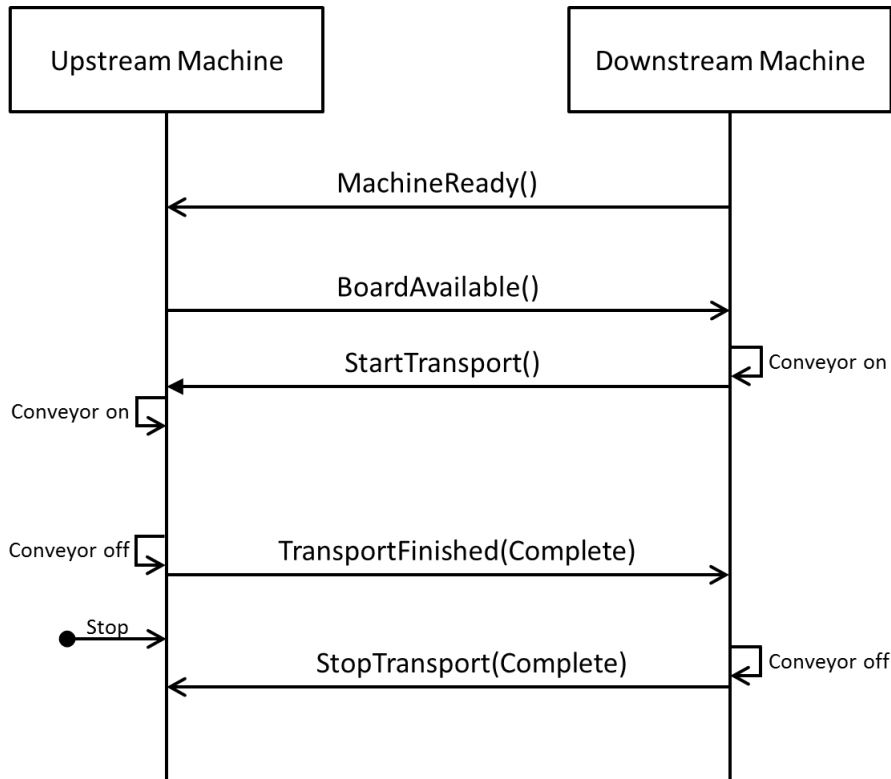 Upstream Machine
Downstream Machine
MachineReady()
BoardAvailable()
StartTransport()
Conveyor on
Conveyor on
Conveyor off
TransportFinished(Complete)
Stop
StopTransport(Complete)
Conveyor off